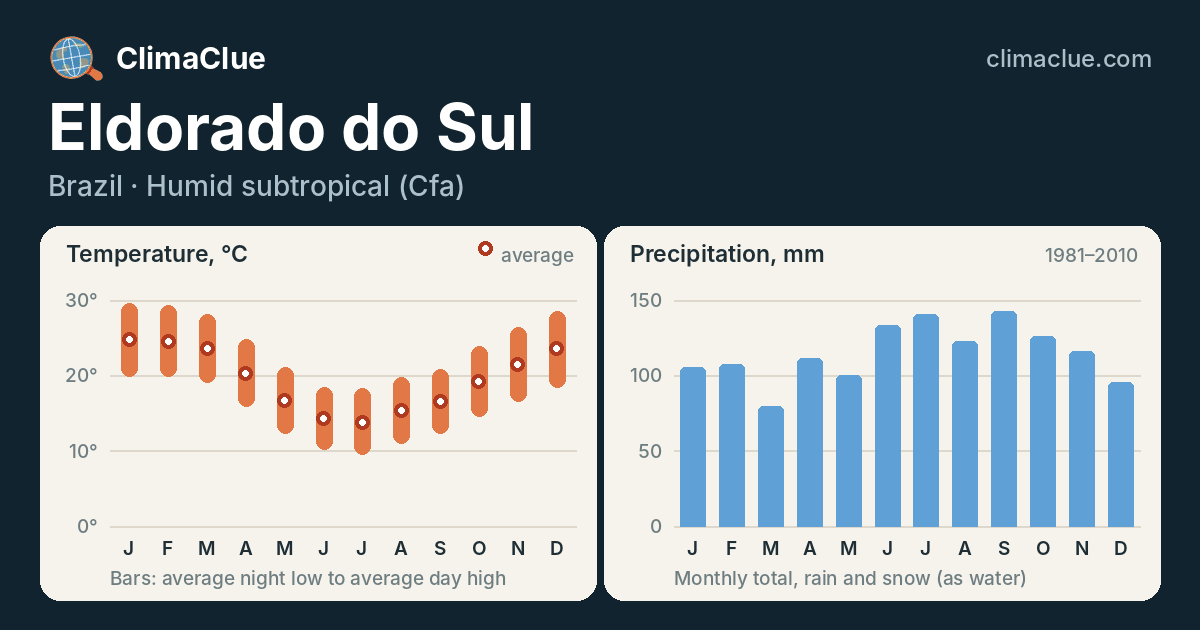 ClimaClue
climaclue.com
Eldorado do Sul
Brazil · Humid subtropical (Cfa)
Temperature, °C
average
30°
20°
10°
0°
J F M A M J J A S O N D
Bars: average night low to average day high
Precipitation, mm
1981–2010
150
100
50
0
J F M A M J J A S O N D
Monthly total, rain and snow (as water)